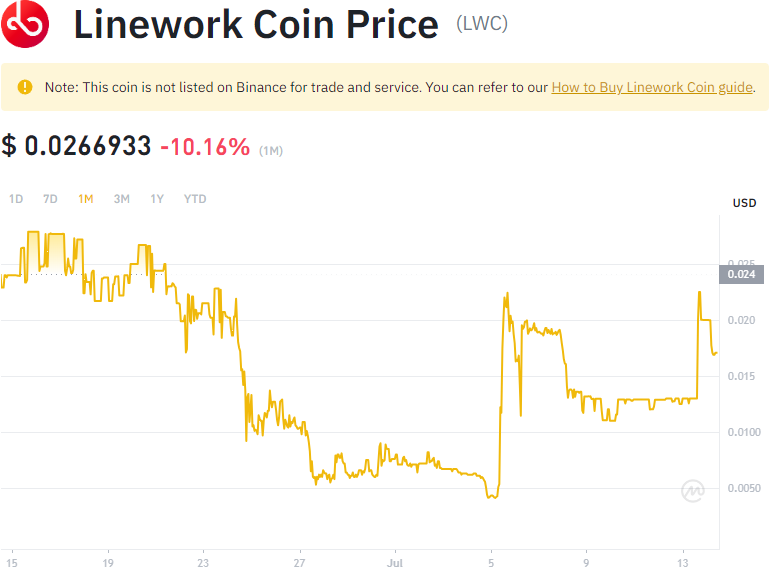 Linework Coin Price (LWC)
Note: This coin is not listed on Binance for trade and service. You can refer to our How to Buy Linework Coin guide.
$ 0.0266933 -10.16% (1M)
1D 7D 1M 3M 1Y YTD
USD
0.025
0.024
0.020
0.015
0.0100
0.0050
15 19 23 27 Jul 5 9 13